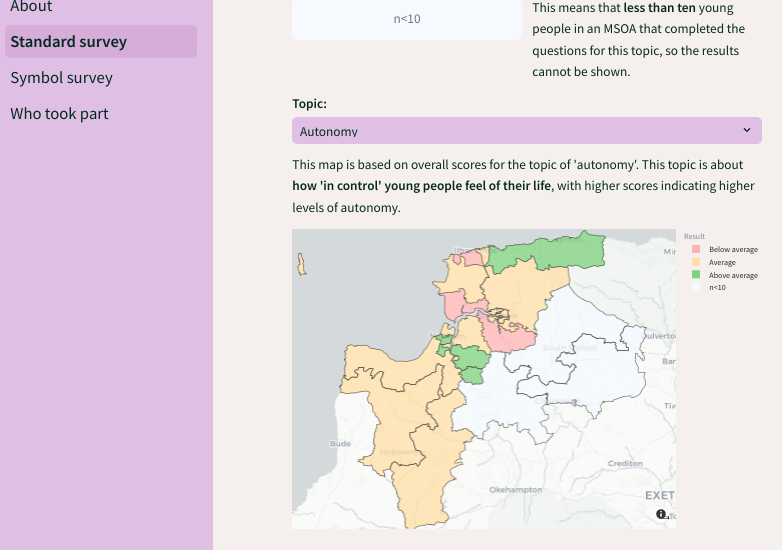 About
Standard survey
Symbol survey
Who took part
n<10
This means that less than ten young
people in an MSOA that completed the
questions for this topic, so the results
cannot be shown.
Topic:
Autonomy
This map is based on overall scores for the topic of 'autonomy'. This topic is about
how 'in control' young people feel of their life, with higher scores indicating higher
levels of autonomy.
Result
Below average
Average
Above average
n<10
Bude
Okehampton
Crediton
EXET